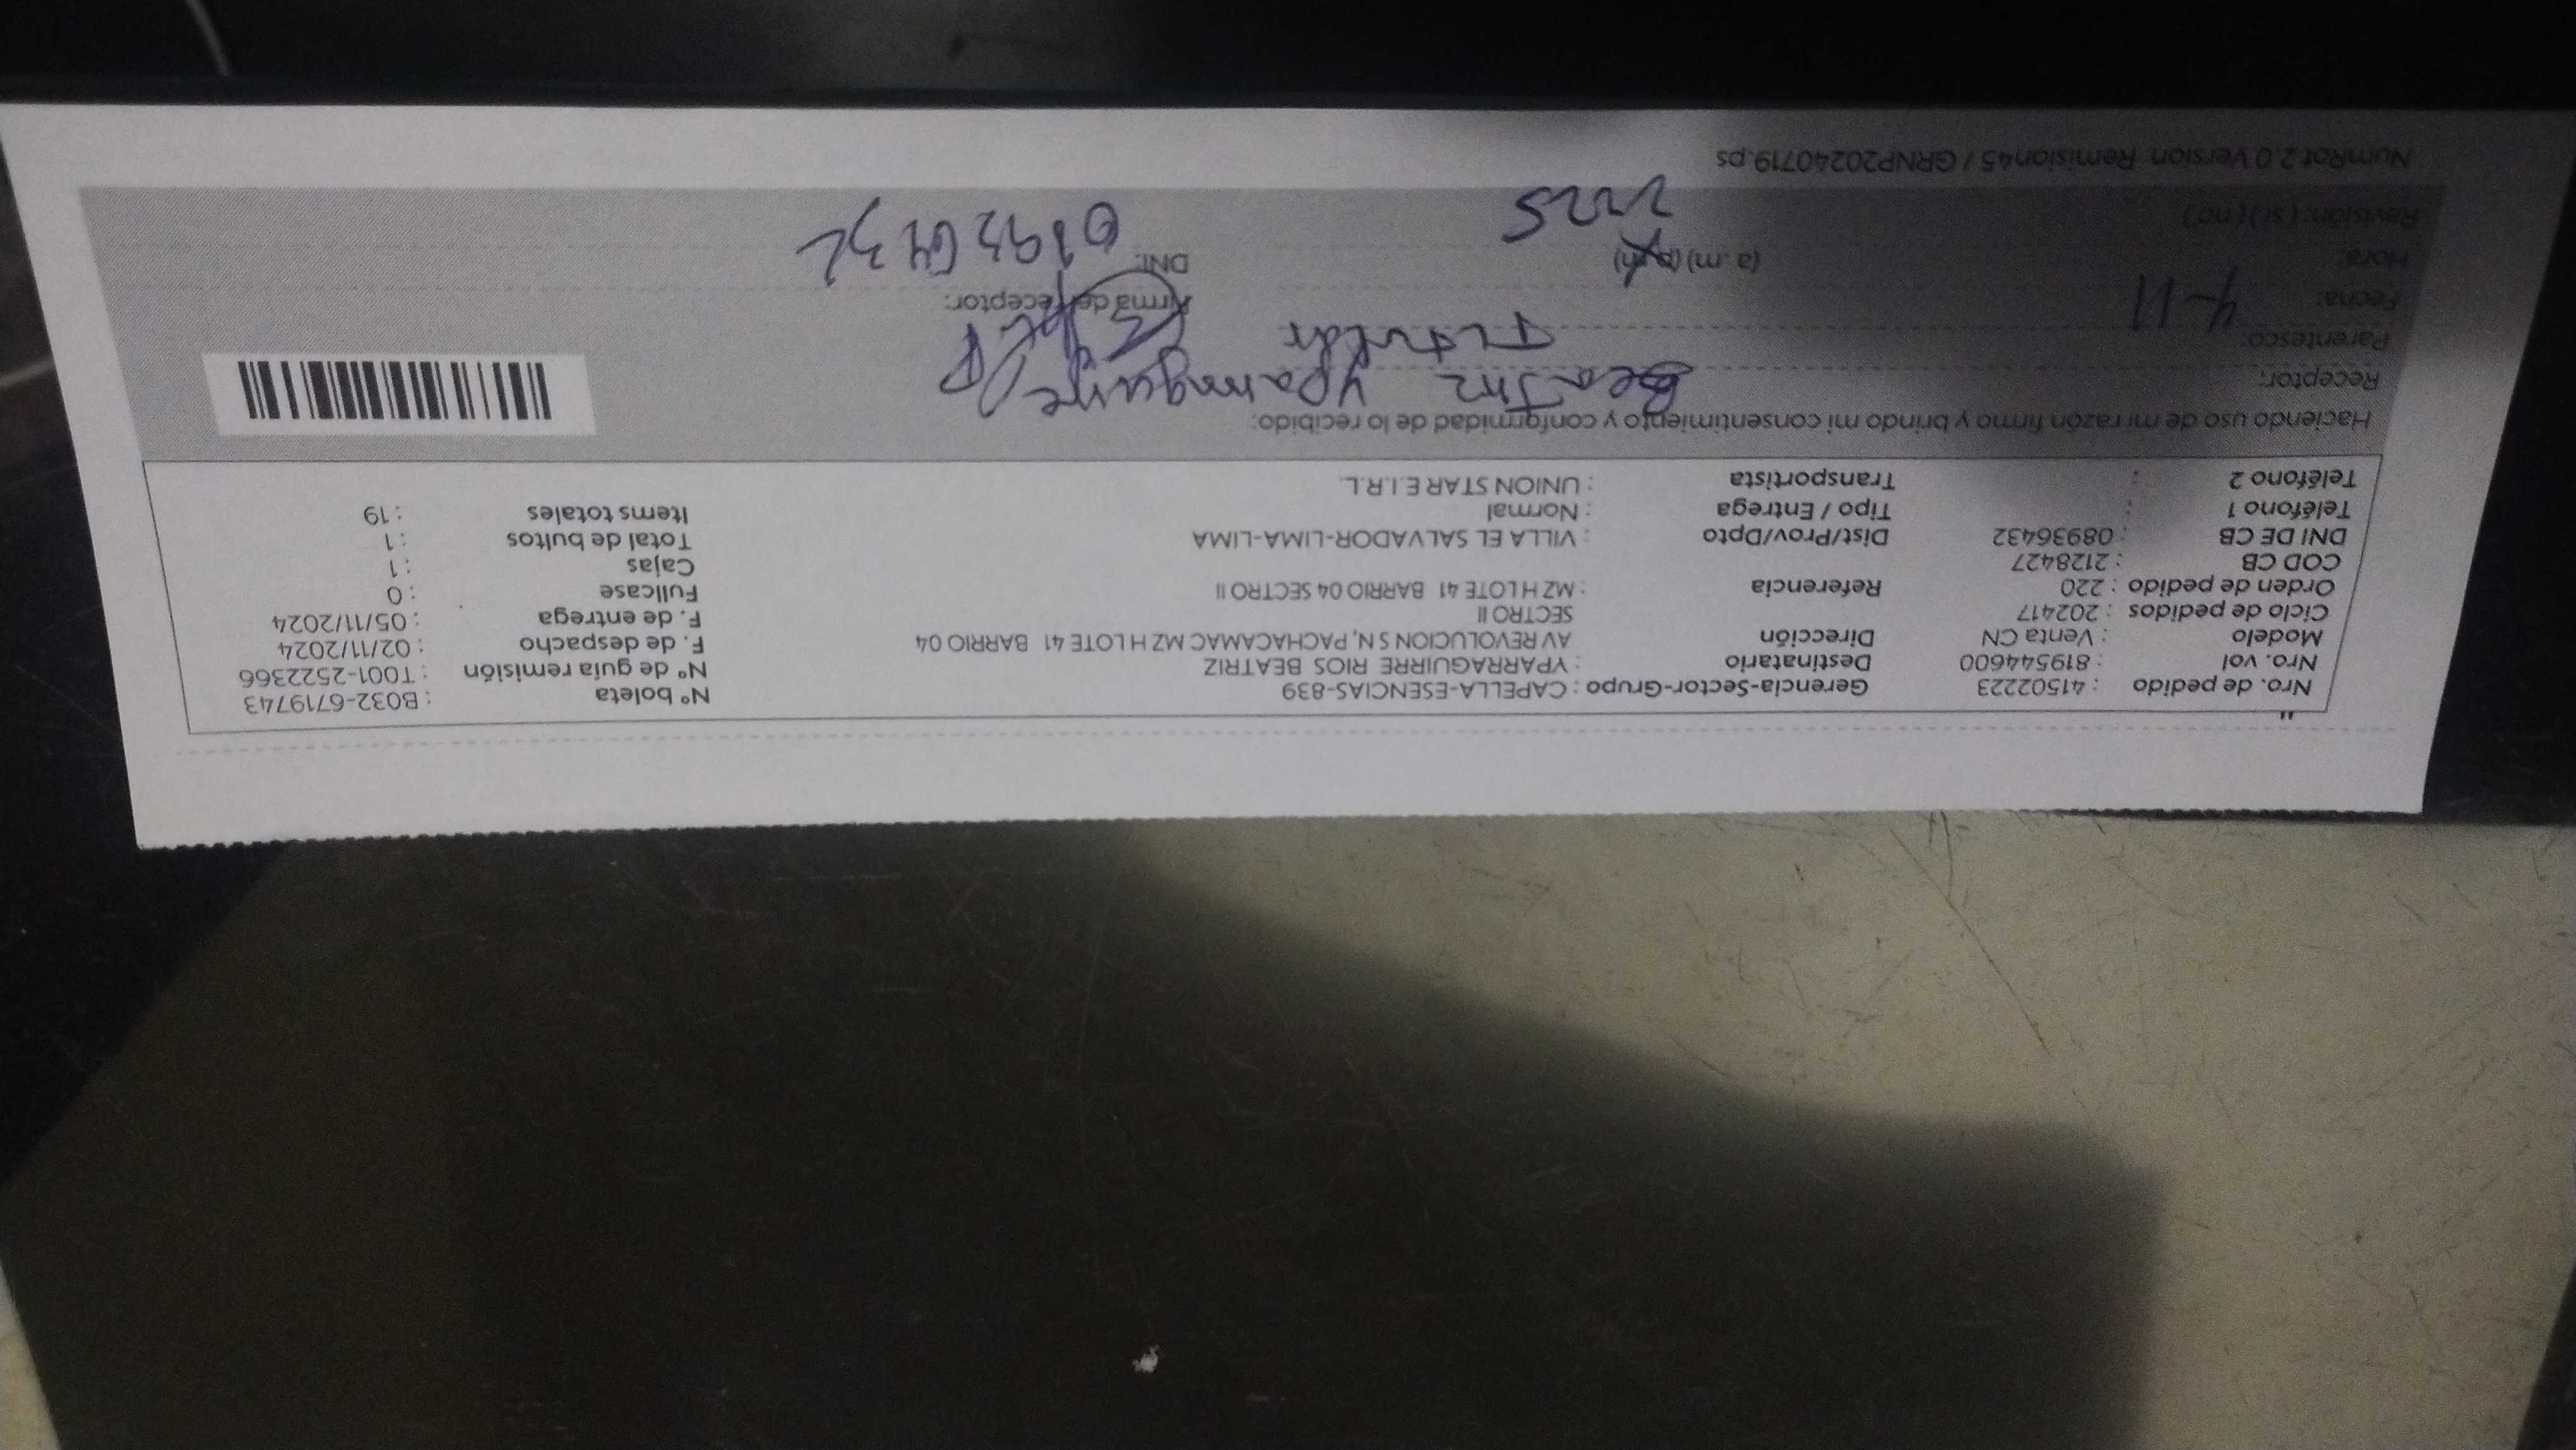 Nro. de pedido : 41502223 Gerencia-Sector-Grupo : CAPELLA-ESENCIAS-839 N° boleta : B032-6719743
Nro. vol : 819544600 Destinatario : YPARRAGUIRRE RIOS BEATRIZ N° de guía remisión : T001-2522366
Modelo : Venta CN Dirección AV REVOLUCION S N, PACHACAMAC MZ H LOTE 41 BARRIO 04 F. de despacho : 02/11/2024
Ciclo de pedidos : 202417 SECTRO II F. de entrega : 05/11/2024
Orden de pedido : 220 Referencia : MZ H LOTE 41 BARRIO 04 SECTRO II Fullcase : 0
COD CB : 2128427 Cajas : 1
DNI DE CB : 08936432 Dist/Prov/Dpto : VILLA EL SALVADOR-LIMA-LIMA Total de bultos : 1
Teléfono 1 : Tipo / Entrega : Normal Items totales : 19
Teléfono 2 : Transportista : UNION STAR E.I.R.L.
Haciendo uso de mi razón firmo y brindo mi consentimiento y conformidad de lo recibido:
Receptor: Beatriz
Parentesco: Titular
Fecha: 4-11 Firma del receptor:
Hora: (a.m) (p.m) DNI:
Revisión: ( si ) ( no )
NumRot 2.0 Version Remision45 / GRNP20240719.ps